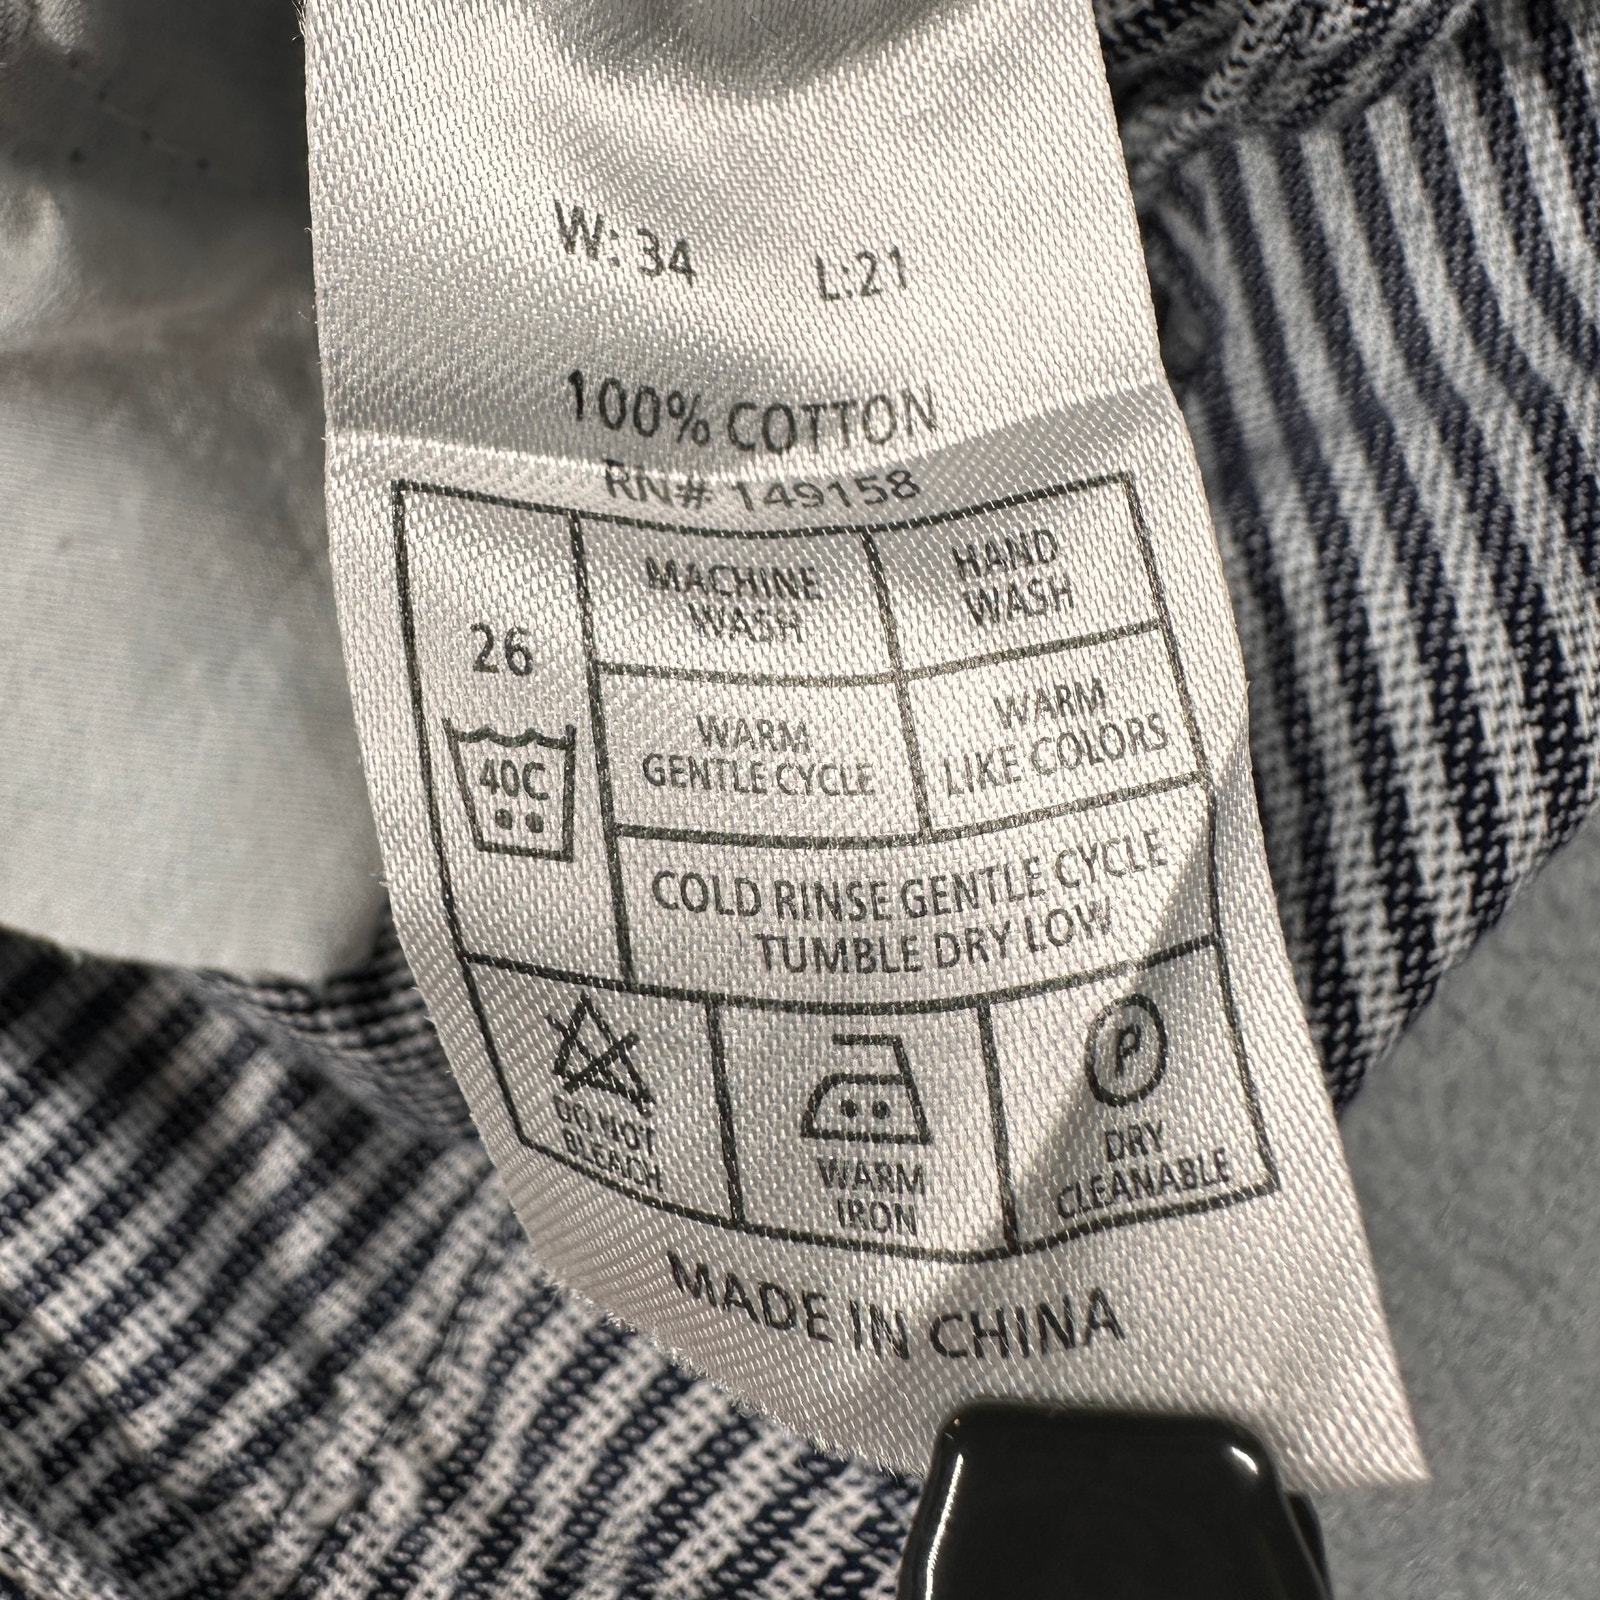 W: 34 L:21
100% COTTON
RN# 149158
26
40C
MACHINE
WASH
HAND
WASH
WARM
GENTLE CYCLE
WARM
LIKE COLORS
COLD RINSE GENTLE CYCLE
TUMBLE DRY LOW
DO NOT
BLEACH
WARM
IRON
P
DRY
CLEANABLE
MADE IN CHINA